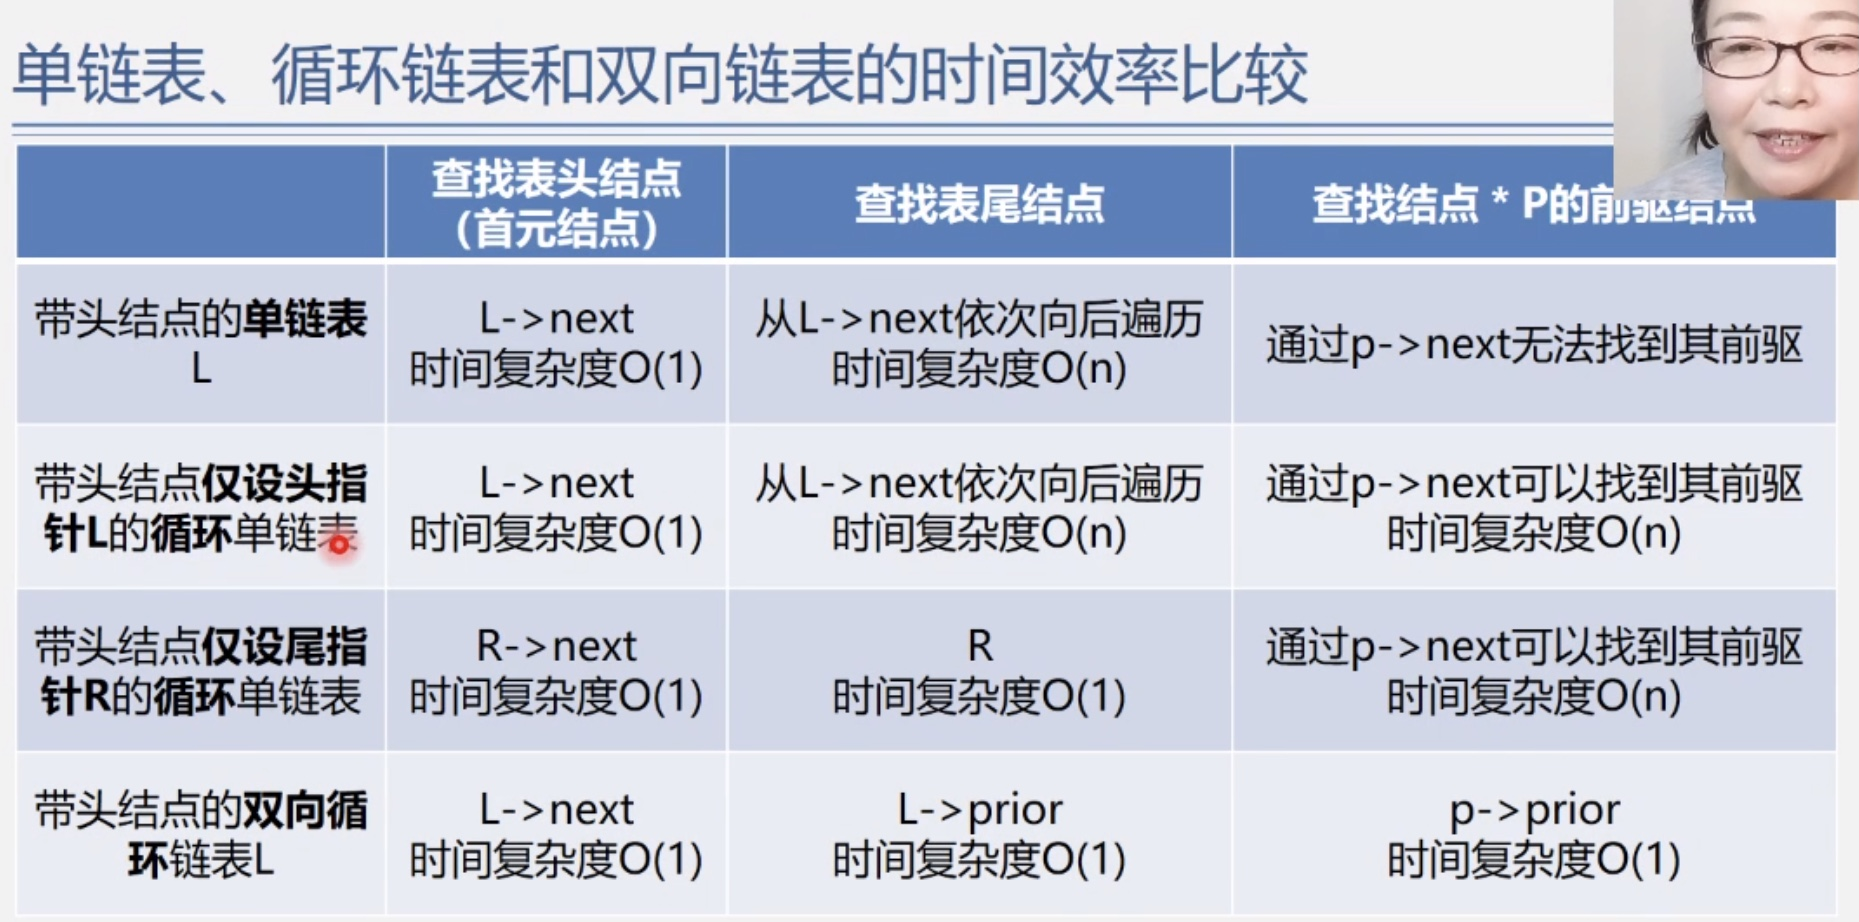 单链表、循环链表和双向链表的时间效率比较
查找表头结点
（首元结点）
查找表尾结点
查找结点 * P的前驱结点
带头结点的单链表
L
L->next
时间复杂度O(1)
从L->next依次向后遍历
时间复杂度O(n)
通过p->next无法找到其前驱
带头结点仅设头指
针L的循环单链表
L->next
时间复杂度O(1)
从L->next依次向后遍历
时间复杂度O(n)
通过p->next可以找到其前驱
时间复杂度O(n)
带头结点仅设尾指
针R的循环单链表
R->next
时间复杂度O(1)
R
时间复杂度O(1)
通过p->next可以找到其前驱
时间复杂度O(n)
带头结点的双向循
环链表L
L->next
时间复杂度O(1)
L->prior
时间复杂度O(1)
p->prior
时间复杂度O(1)